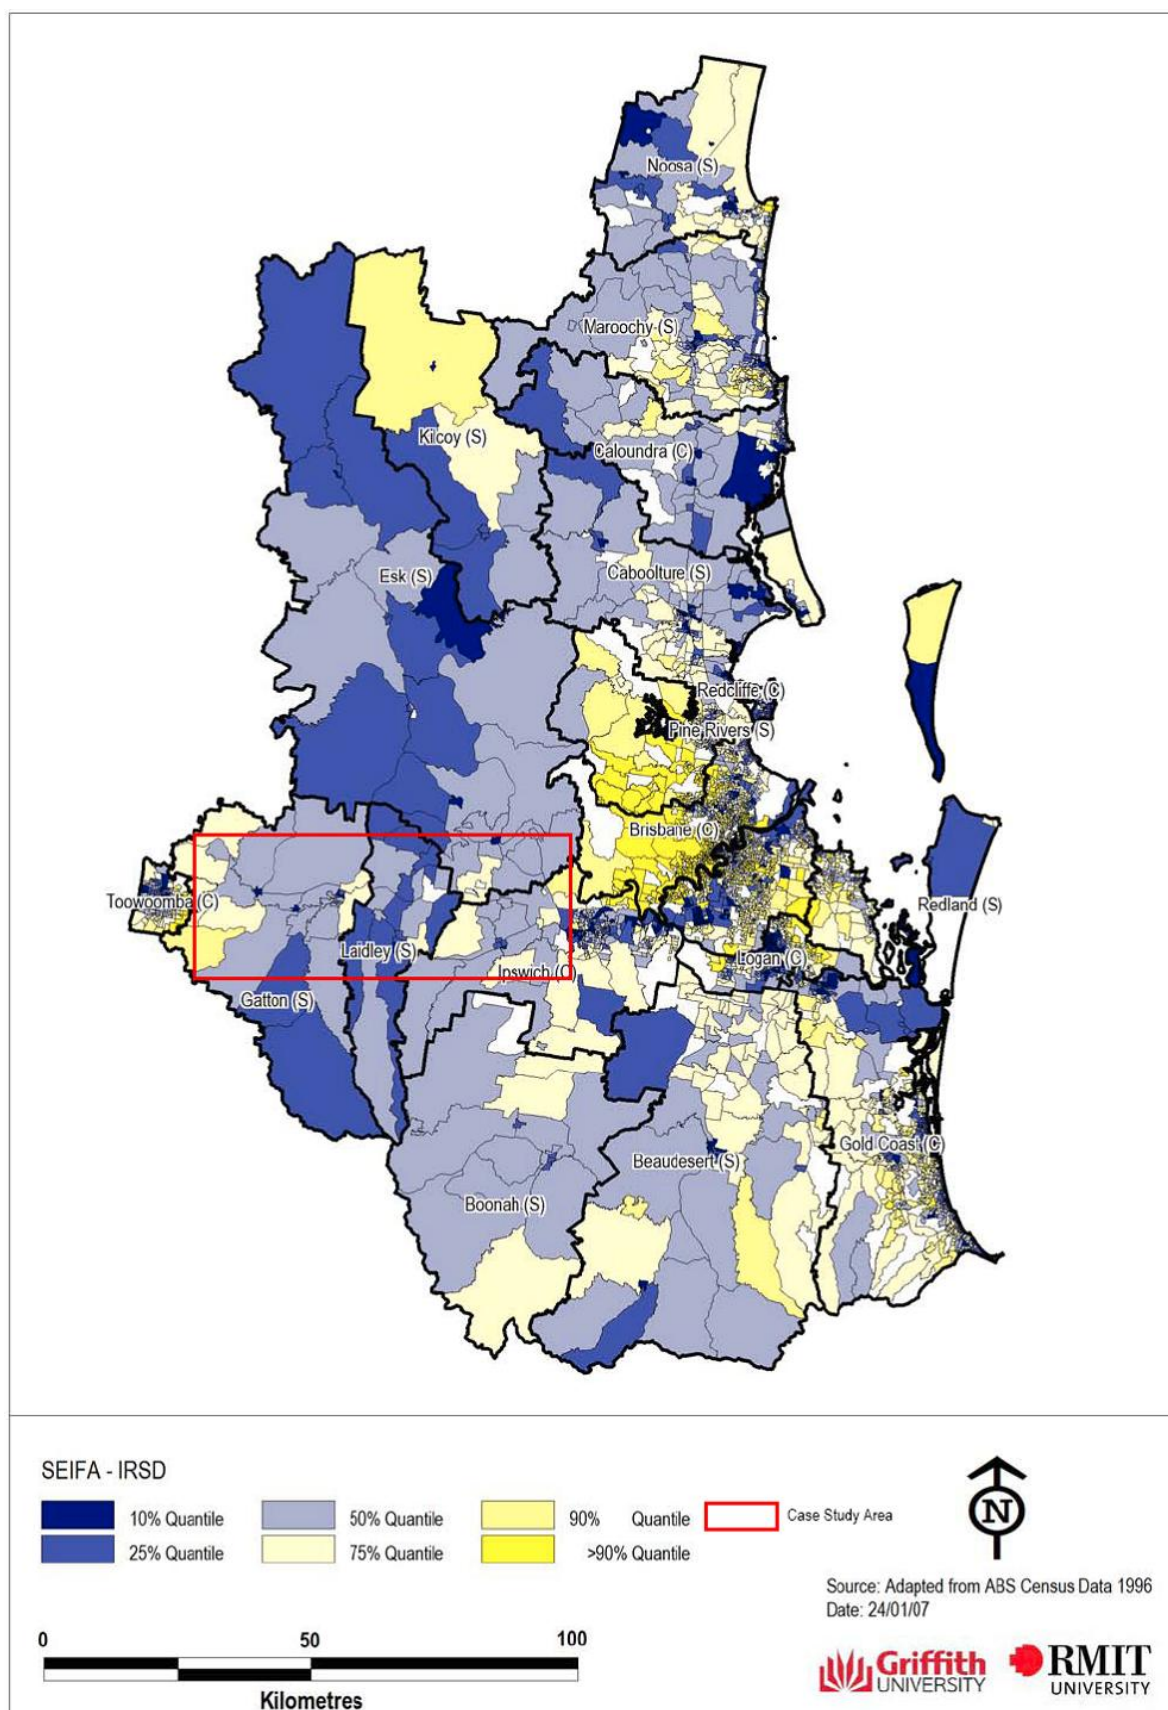 Noosa (S)
Maroochy (S)
Kilcoy (S)
Caloundra (C)
Esk (S)
Caboolture (S)
Redcliffe (C)
Pine Rivers (S)
Brisbane (C)
Toowoomba (C)
Redland (S)
Laidley (S)
Logan (C)
Ipswich (C)
Gatton (S)
Gold Coast (C)
Beaudesert (S)
Boonah (S)
SEIFA - IRSD
10% Quantile
50% Quantile
90% Quantile
Case Study Area
25% Quantile
75% Quantile
>90% Quantile
N
Source: Adapted from ABS Census Data 1996
Date: 24/01/07
0 50 100
Kilometres
Griffith
UNIVERSITY
RMIT
UNIVERSITY